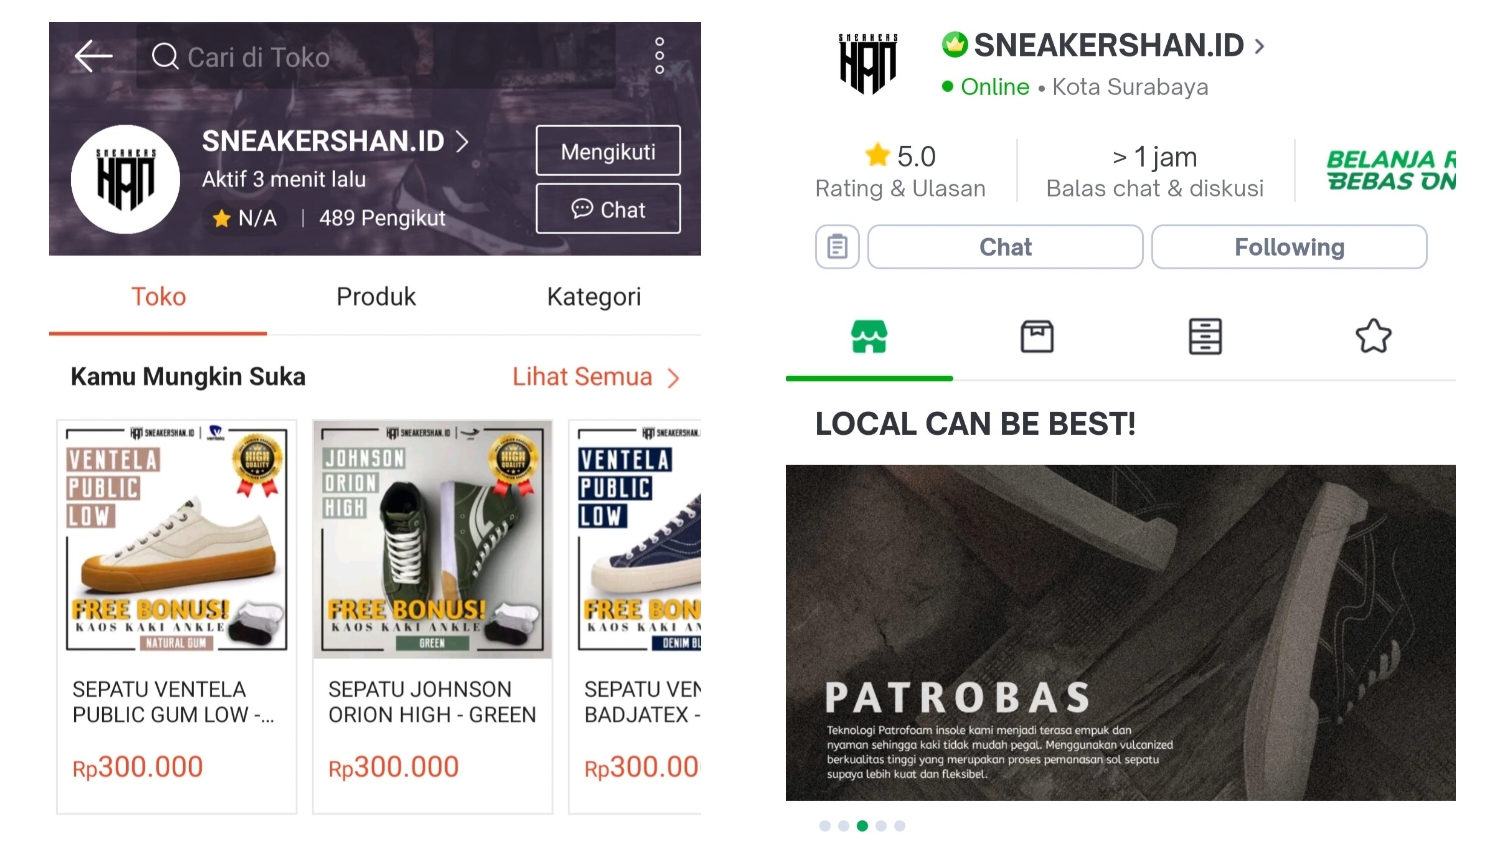 Cari di Toko
SNEAKERS
HAN
SNEAKERSHAN.ID
Aktif 3 menit lalu
N/A | 489 Pengikut
Mengikuti
Chat
Toko
Produk
Kategori
Kamu Mungkin Suka
Lihat Semua
HAN SNEAKERSHAN.ID | ventela
VENTELA
PUBLIC
LOW
HIGH
QUALITY
FREE BONUS!
KAOS KAKI ANKLE
NATURAL GUM
SEPATU VENTELA
PUBLIC GUM LOW -...
Rp300.000
HAN SNEAKERSHAN.ID |
JOHNSON
ORION
HIGH
HIGH
QUALITY
FREE BONUS!
KAOS KAKI ANKLE
GREEN
SEPATU JOHNSON
ORION HIGH - GREEN
Rp300.000
HAN SNEAKERSHAN.
VENTELA
PUBLIC
LOW
FREE BON
KAOS KAKI
DENIM BL
SEPATU VEN
BADJATEX -
Rp300.00
SNEAKERS
HAN
SNEAKERSHAN.ID
Online • Kota Surabaya
5.0
Rating & Ulasan
> 1 jam
Balas chat & diskusi
BELANJA R
BEBAS ON
Chat
Following
LOCAL CAN BE BEST!
PATROBAS
Teknologi Patrofoam insole kami menjadi terasa empuk dan
nyaman sehingga kaki tidak mudah pegal. Menggunakan vulcanized
berkualitas tinggi yang merupakan proses pemanasan sol sepatu
supaya lebih kuat dan fleksibel.